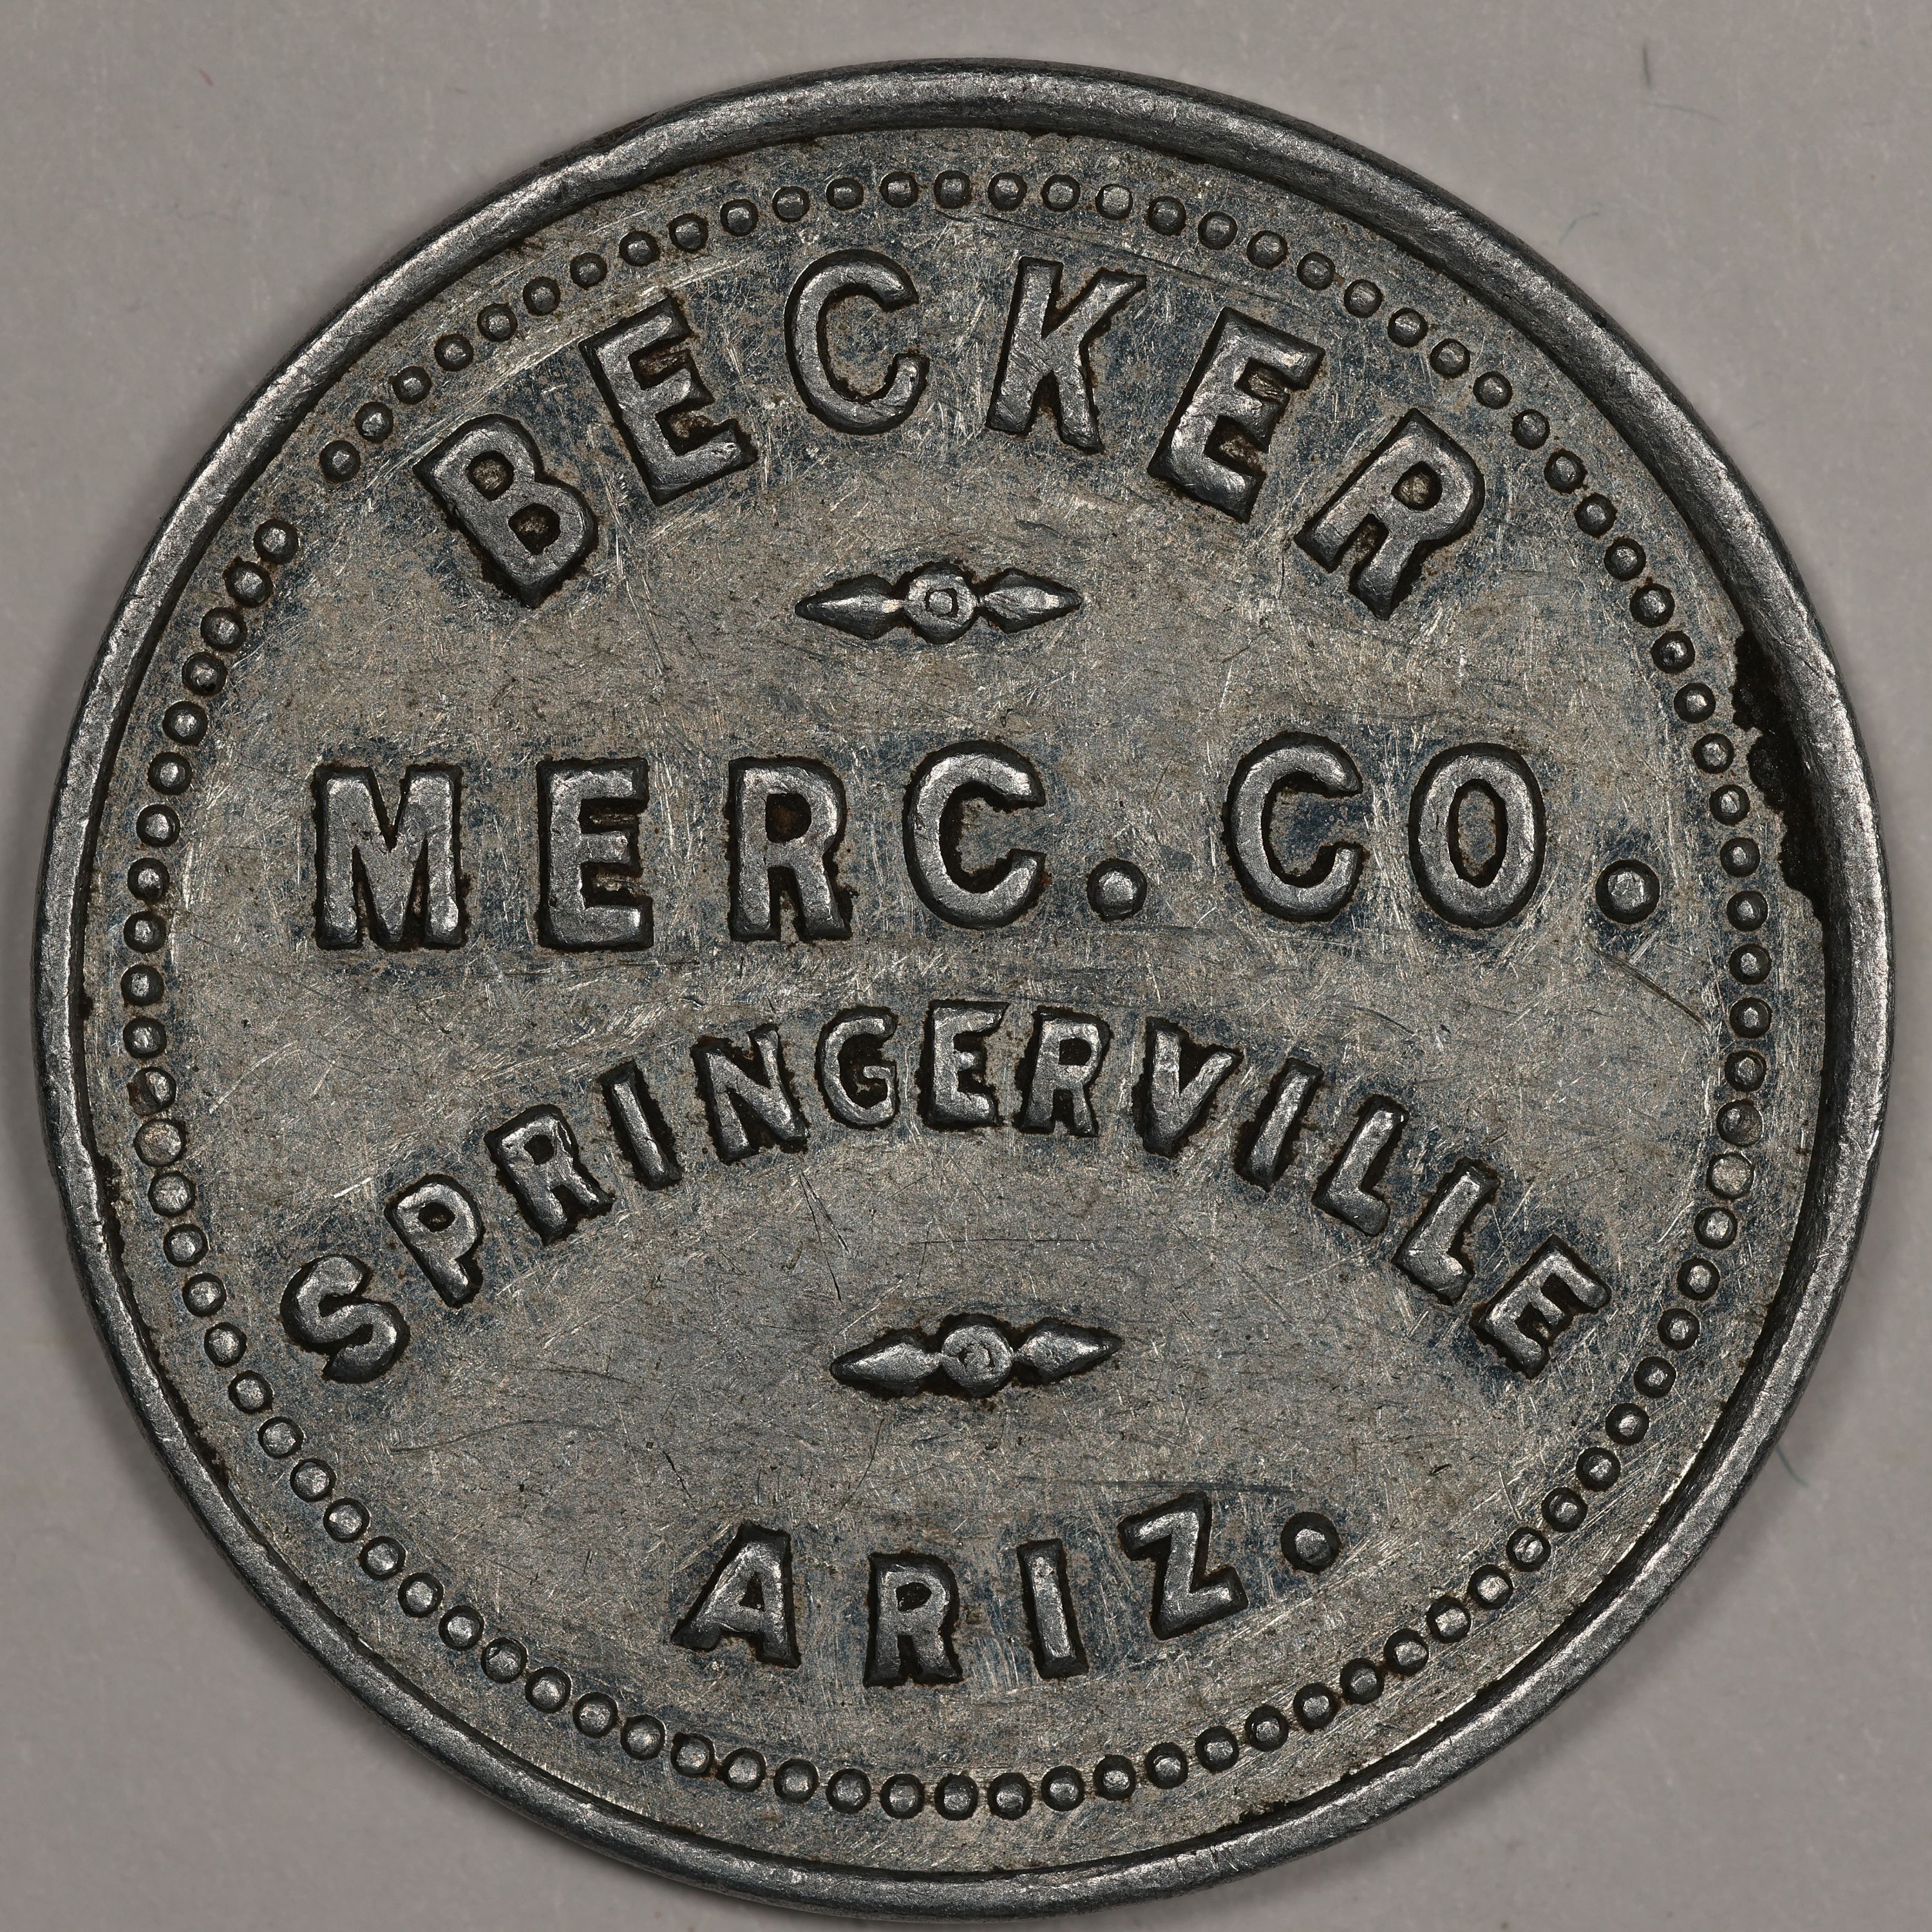 BECKER
MERC. CO.
SPRINGERVILLE
ARIZ.